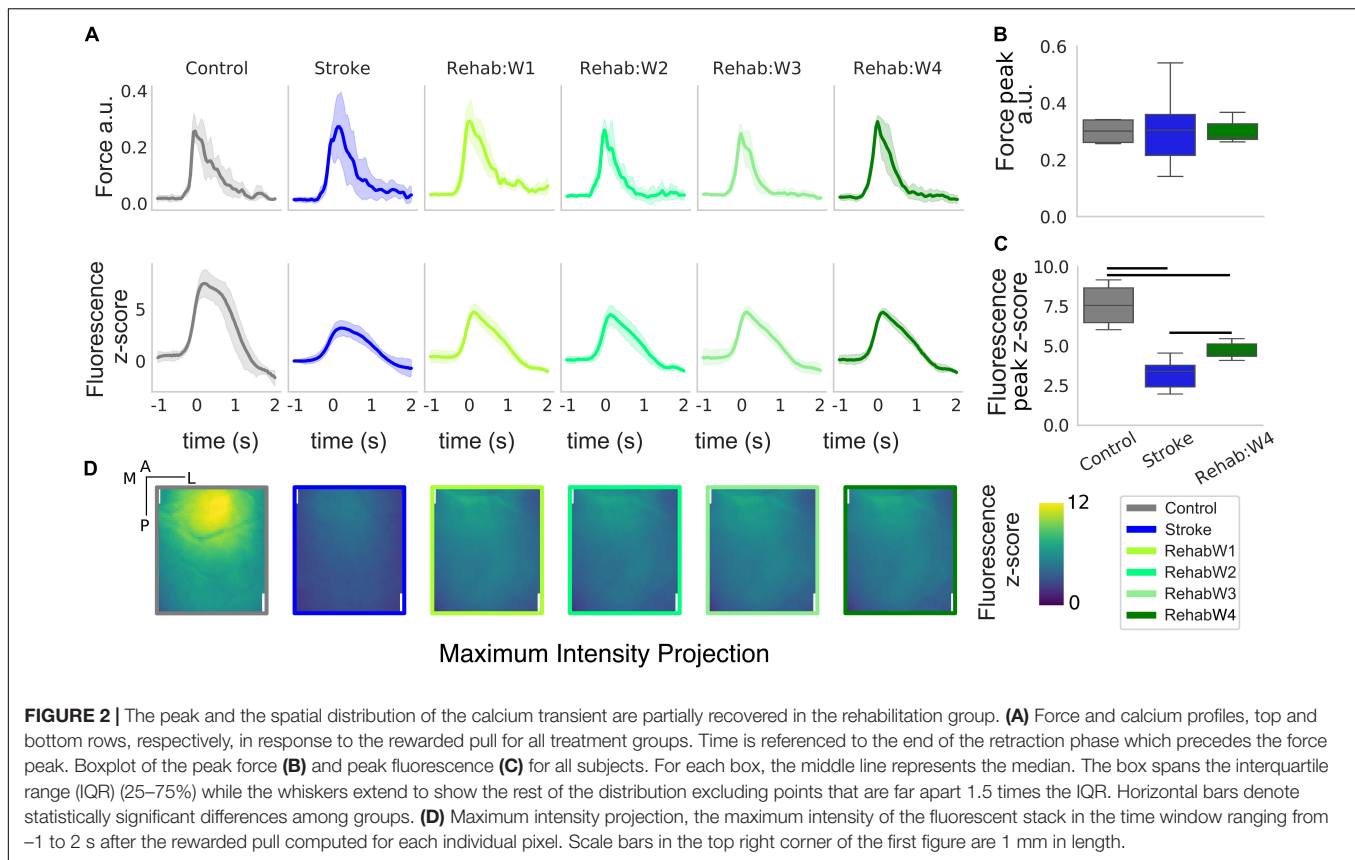 A
Control Stroke Rehab:W1 Rehab:W2 Rehab:W3 Rehab:W4
Force a.u.
0.4
0.2
0.0
Fluorescence
z-score
5
0
-1 0 1 2 -1 0 1 2 -1 0 1 2 -1 0 1 2 -1 0 1 2 -1 0 1 2
time (s) time (s) time (s) time (s) time (s) time (s)
B
Force peak
a.u.
0.6
0.4
0.2
0.0
C
Fluorescence
peak z-score
10.0
7.5
5.0
2.5
0.0
Control Stroke Rehab:W4
D
A
M L
P
Fluorescence
z-score
12
0
Control
Stroke
RehabW1
RehabW2
RehabW3
RehabW4
Maximum Intensity Projection
FIGURE 2 | The peak and the spatial distribution of the calcium transient are partially recovered in the rehabilitation group. (A) Force and calcium profiles, top and
bottom rows, respectively, in response to the rewarded pull for all treatment groups. Time is referenced to the end of the retraction phase which precedes the force
peak. Boxplot of the peak force (B) and peak fluorescence (C) for all subjects. For each box, the middle line represents the median. The box spans the interquartile
range (IQR) (25–75%) while the whiskers extend to show the rest of the distribution excluding points that are far apart 1.5 times the IQR. Horizontal bars denote
statistically significant differences among groups. (D) Maximum intensity projection, the maximum intensity of the fluorescent stack in the time window ranging from
–1 to 2 s after the rewarded pull computed for each individual pixel. Scale bars in the top right corner of the first figure are 1 mm in length.